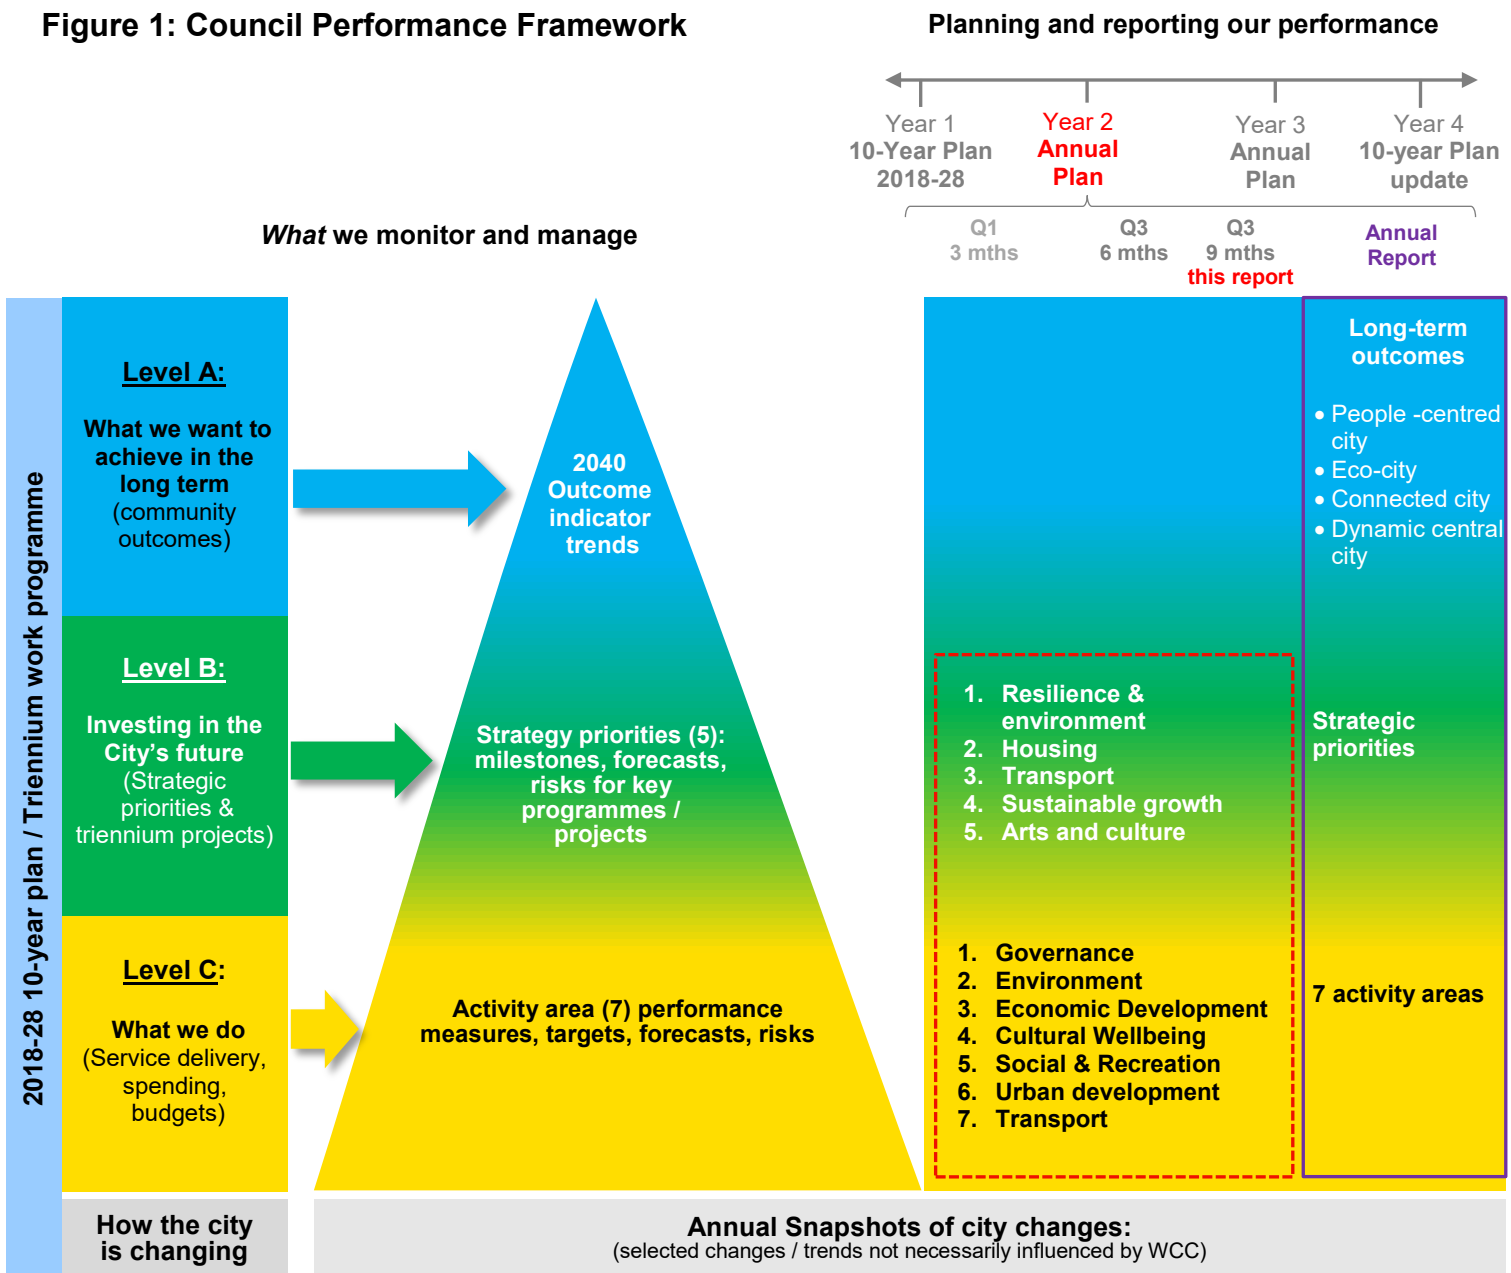 Figure 1: Council Performance Framework
Planning and reporting our performance
Year 1
10-Year Plan
2018-28
Year 2
Annual
Plan
Year 3
Annual
Plan
Year 4
10-year Plan
update
Q1
3 mths
Q3
6 mths
Q3
9 mths
this report
Annual
Report
What we monitor and manage
2018-28 10-year plan / Triennium work programme
Level A:
What we want to
achieve in the
long term
(community
outcomes)
Level B:
Investing in the
City's future
(Strategic
priorities &
triennium projects)
Level C:
What we do
(Service delivery,
spending,
budgets)
2040
Outcome
indicator
trends
Strategy priorities (5):
milestones, forecasts,
risks for key
programmes /
projects
Activity area (7) performance
measures, targets, forecasts, risks
1. Resilience &
environment
2. Housing
3. Transport
4. Sustainable growth
5. Arts and culture
1. Governance
2. Environment
3. Economic Development
4. Cultural Wellbeing
5. Social & Recreation
6. Urban development
7. Transport
Long-term
outcomes
• People -centred
city
• Eco-city
• Connected city
• Dynamic central
city
Strategic
priorities
7 activity areas
How the city
is changing
Annual Snapshots of city changes:
(selected changes / trends not necessarily influenced by WCC)